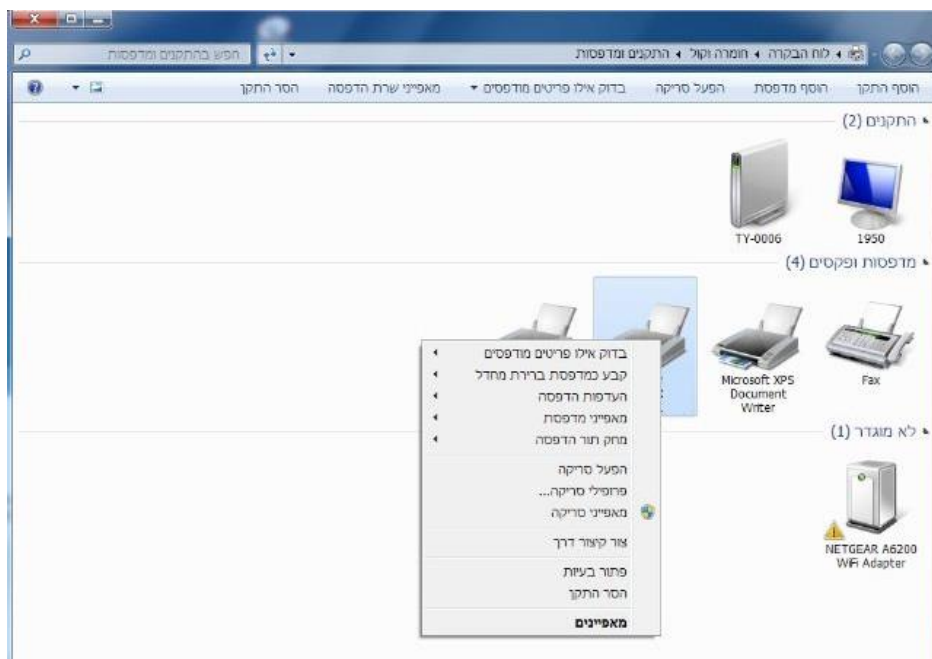 לוח הבקרה
חומרה וקול
התקנים ומדפסות
חפש בהתקנים ומדפסות
הוסף התקן
הוסף מדפסת
הפעל סריקה
בדוק אילו פריטים מודפסים
מאפייני שרת הדפסה
הסר התקן
התקנים (2)
1950
TY-0006
מדפסות ופקסים (4)
Fax
Microsoft XPS
Document
Writer
בדוק אילו פריטים מודפסים
קבע כמדפסת ברירת מחדל
העדפות הדפסה
מאפייני מדפסת
מחק תור הדפסה
הפעל סריקה
פרופילי סריקה...
מאפייני סריקה
צור קיצור דרך
פתור בעיות
הסר התקן
מאפיינים
לא מוגדר (1)
NETGEAR A6200
WiFi Adapter